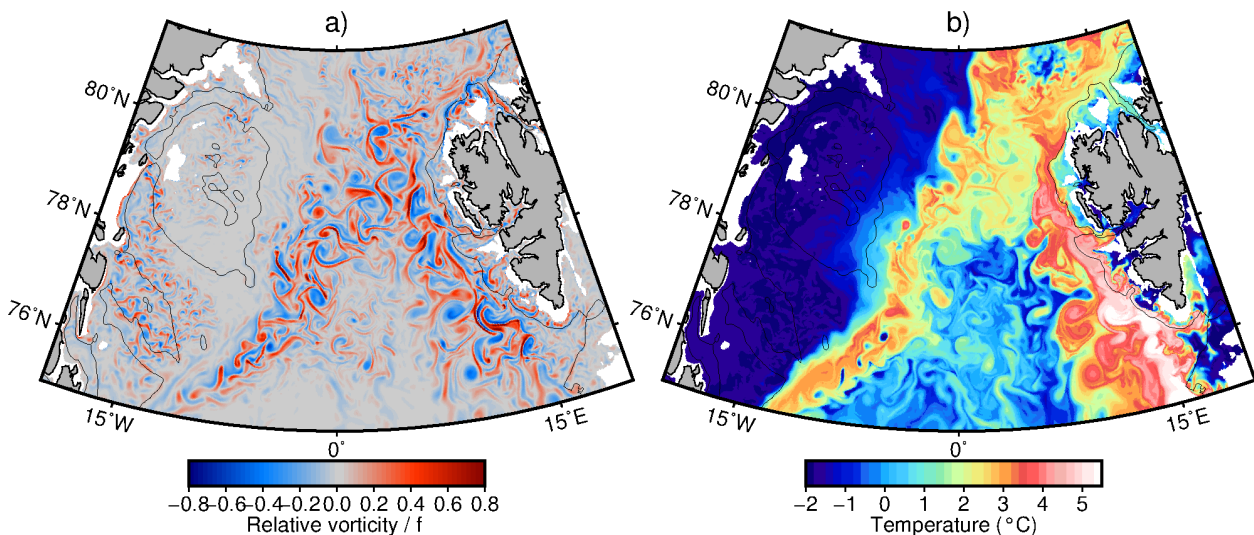 a)
80°N
78°N
76°N
15°W
0°
15°E
−0.8−0.6−0.4−0.2 0.0 0.2 0.4 0.6 0.8
Relative vorticity / f
b)
80°N
78°N
76°N
15°W
0°
15°E
−2 −1 0 1 2 3 4 5
Temperature (°C)